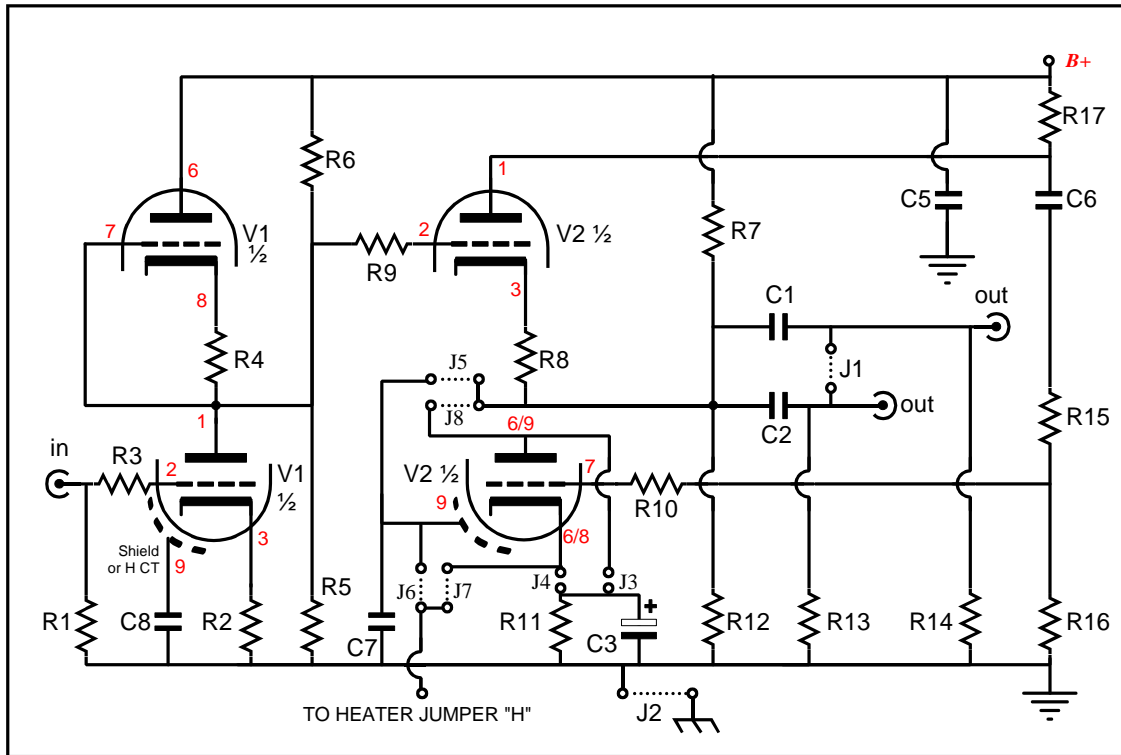 B+
R17
R6
6
1
7
V1
½
2
V2 ½
R7
C5
C6
R9
3
8
C1
out
R4
R8
J5
J1
J8
C2
out
1
6/9
R15
in
R3
2
V1
½
V2 ½
7
9
R10
3
6/8
Shield
or H CT
9
J4
J3
J6
J7
R5
+
R1
C8
R2
C7
R11
C3
R12
R13
R14
R16
TO HEATER JUMPER "H"
J2